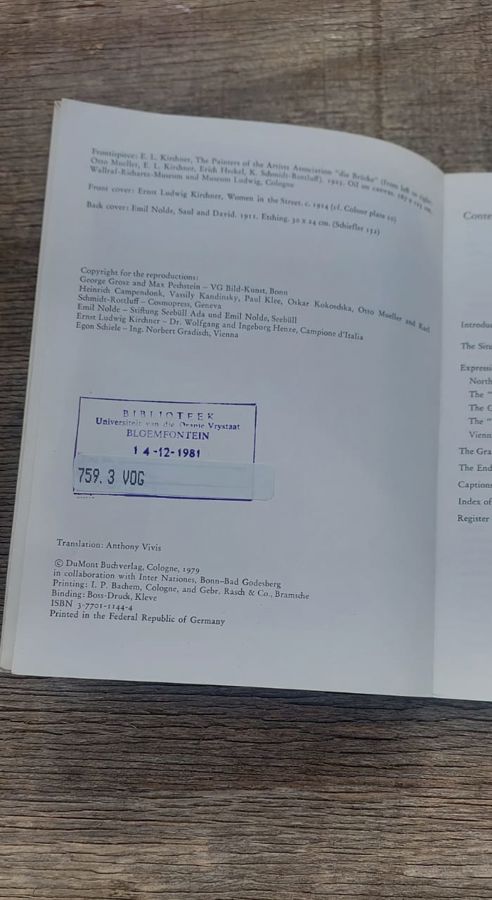 Frontispiece: E. L. Kirchner, The Painters of the Artists Association "die Brücke" (from left to right:
Otto Mueller, E. L. Kirchner, Erich Heckel, K. Schmidt-Rottluff). 1925. Oil on canvas.
Wallraf-Richartz-Museum and Museum Ludwig, Cologne
Front cover: Ernst Ludwig Kirchner, Women in the Street. c. 1914 (cf. Colour plate
Back cover: Emil Nolde, Saul and David. 1911. Etching. 30 x 24 cm. (Schiefler 152)
Copyright for the reproductions:
George Grosz and Max Pechstein – VG Bild-Kunst, Bonn
Heinrich Campendonk, Vassily Kandinsky, Paul Klee, Oskar Kokoschka, Otto Mueller and Karl
Schmidt-Rottluff – Cosmopress, Geneva
Emil Nolde – Stiftung Seebüll Ada und Emil Nolde, Seebüll
Ernst Ludwig Kirchner – Dr. Wolfgang and Ingeborg Henze, Campione d'Italia
Egon Schiele – Ing. Norbert Gradisch, Vienna
BIBLIOTEEK
Universiteit van die Oranje Vrystaat
BLOEMFONTEIN
14-12-1981
759.3 VOG
Translation: Anthony Vivis
© DuMont Buchverlag, Cologne, 1979
in collaboration with Inter Nationes, Bonn–Bad Godesberg
Printing: I. P. Bachem, Cologne, and Gebr. Rasch & Co., Bramsche
Binding: Boss-Druck, Kleve
ISBN 3-7701-1144-4
Printed in the Federal Republic of Germany
Conte
Introdu
The Sin
Expressi
North
The "
The C
The "
Vienn
The Gra
The End
Captions
Index of
Register